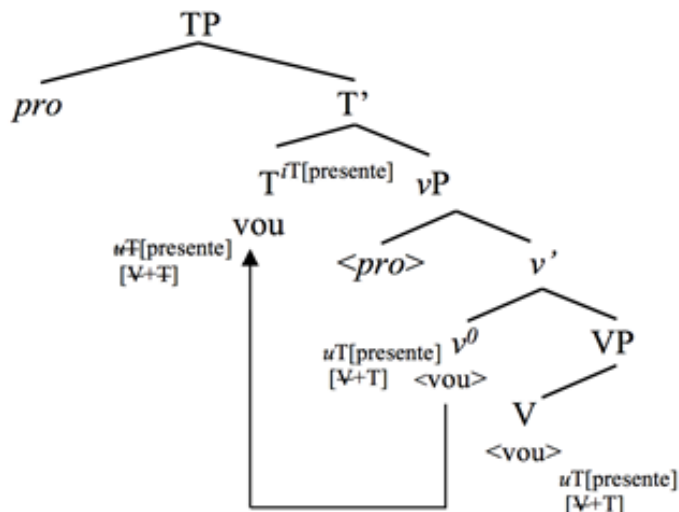 TP
pro
T’
T iT[presente] vP
vou
uT[presente]
[V+T]
<pro> v’
uT[presente] v0 VP
[V+T] <vou>
V
<vou>
uT[presente]
[V+T]